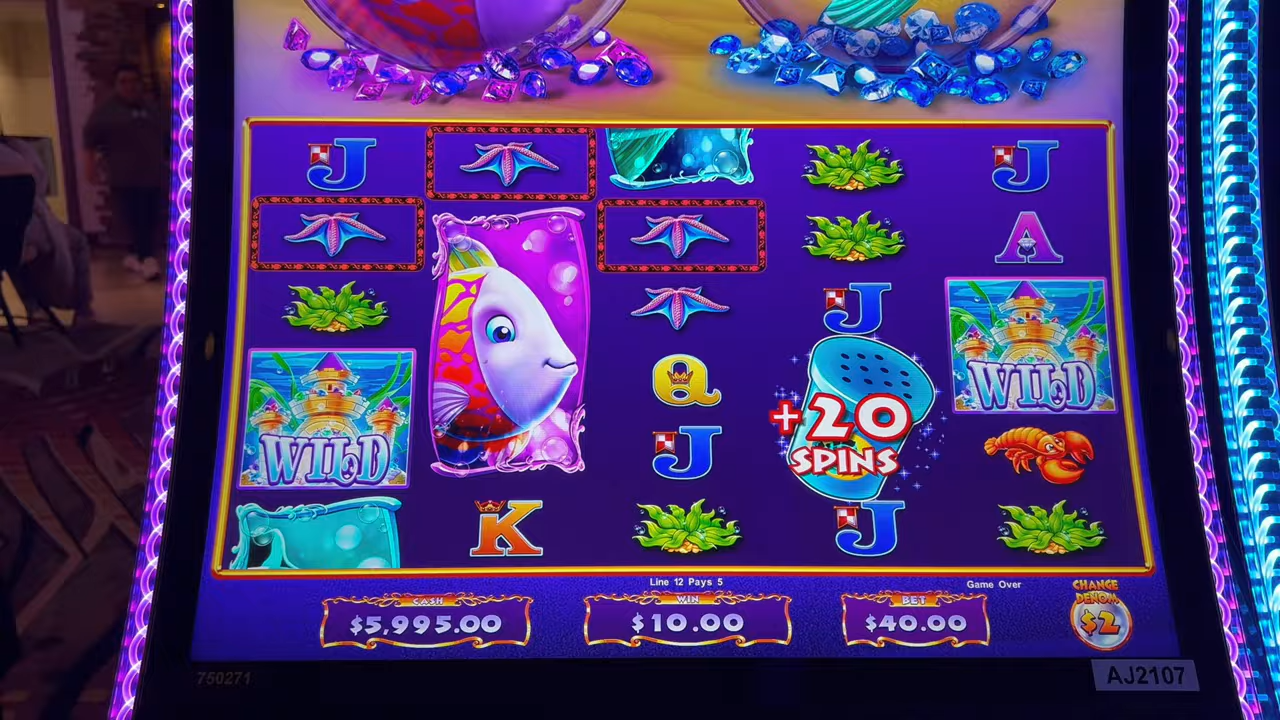 J
J
A
J
WILD
Q
+20
SPINS
J
WILD
K
J
Line 12 Pays 5
Game Over
CASH
$5,995.00
WIN
$10.00
BET
$40.00
CHANGE
DENOM
$2
750271
AJ2107